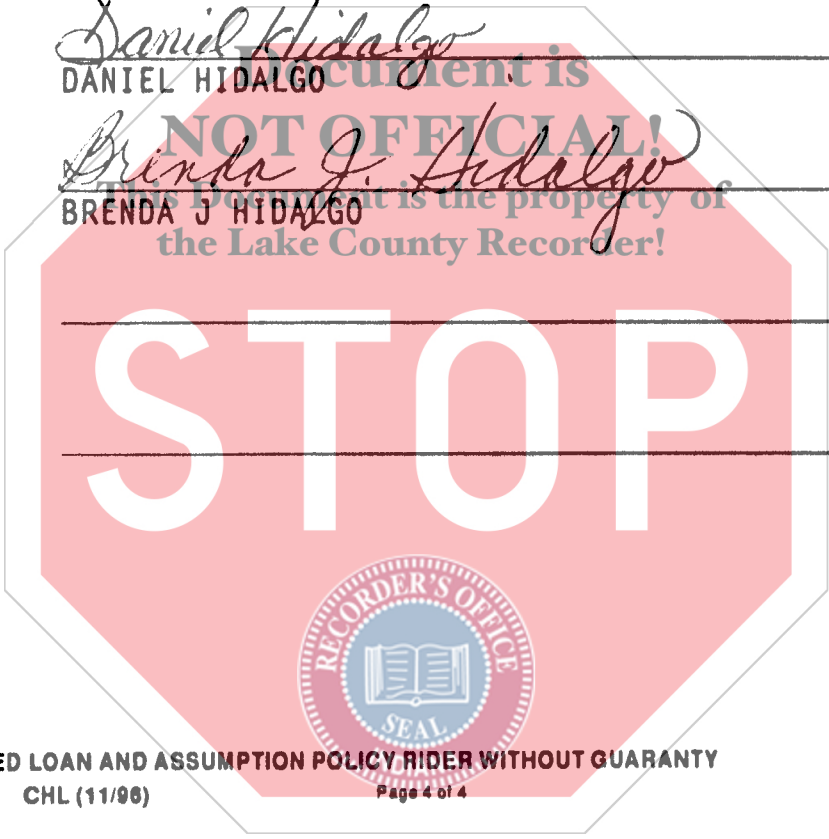 Daniel Hidalgo
DANIEL HIDALGO
Document is
NOT OFFICIAL!
Brenda J. Hidalgo
This Document is the property of
BRENDA J HIDALGO
the Lake County Recorder!
STOP
RECORDER'S OFFICE
SEAL
INDIANA
ED LOAN AND ASSUMPTION POLICY RIDER WITHOUT GUARANTY
CHL (11/96) Page 4 of 4